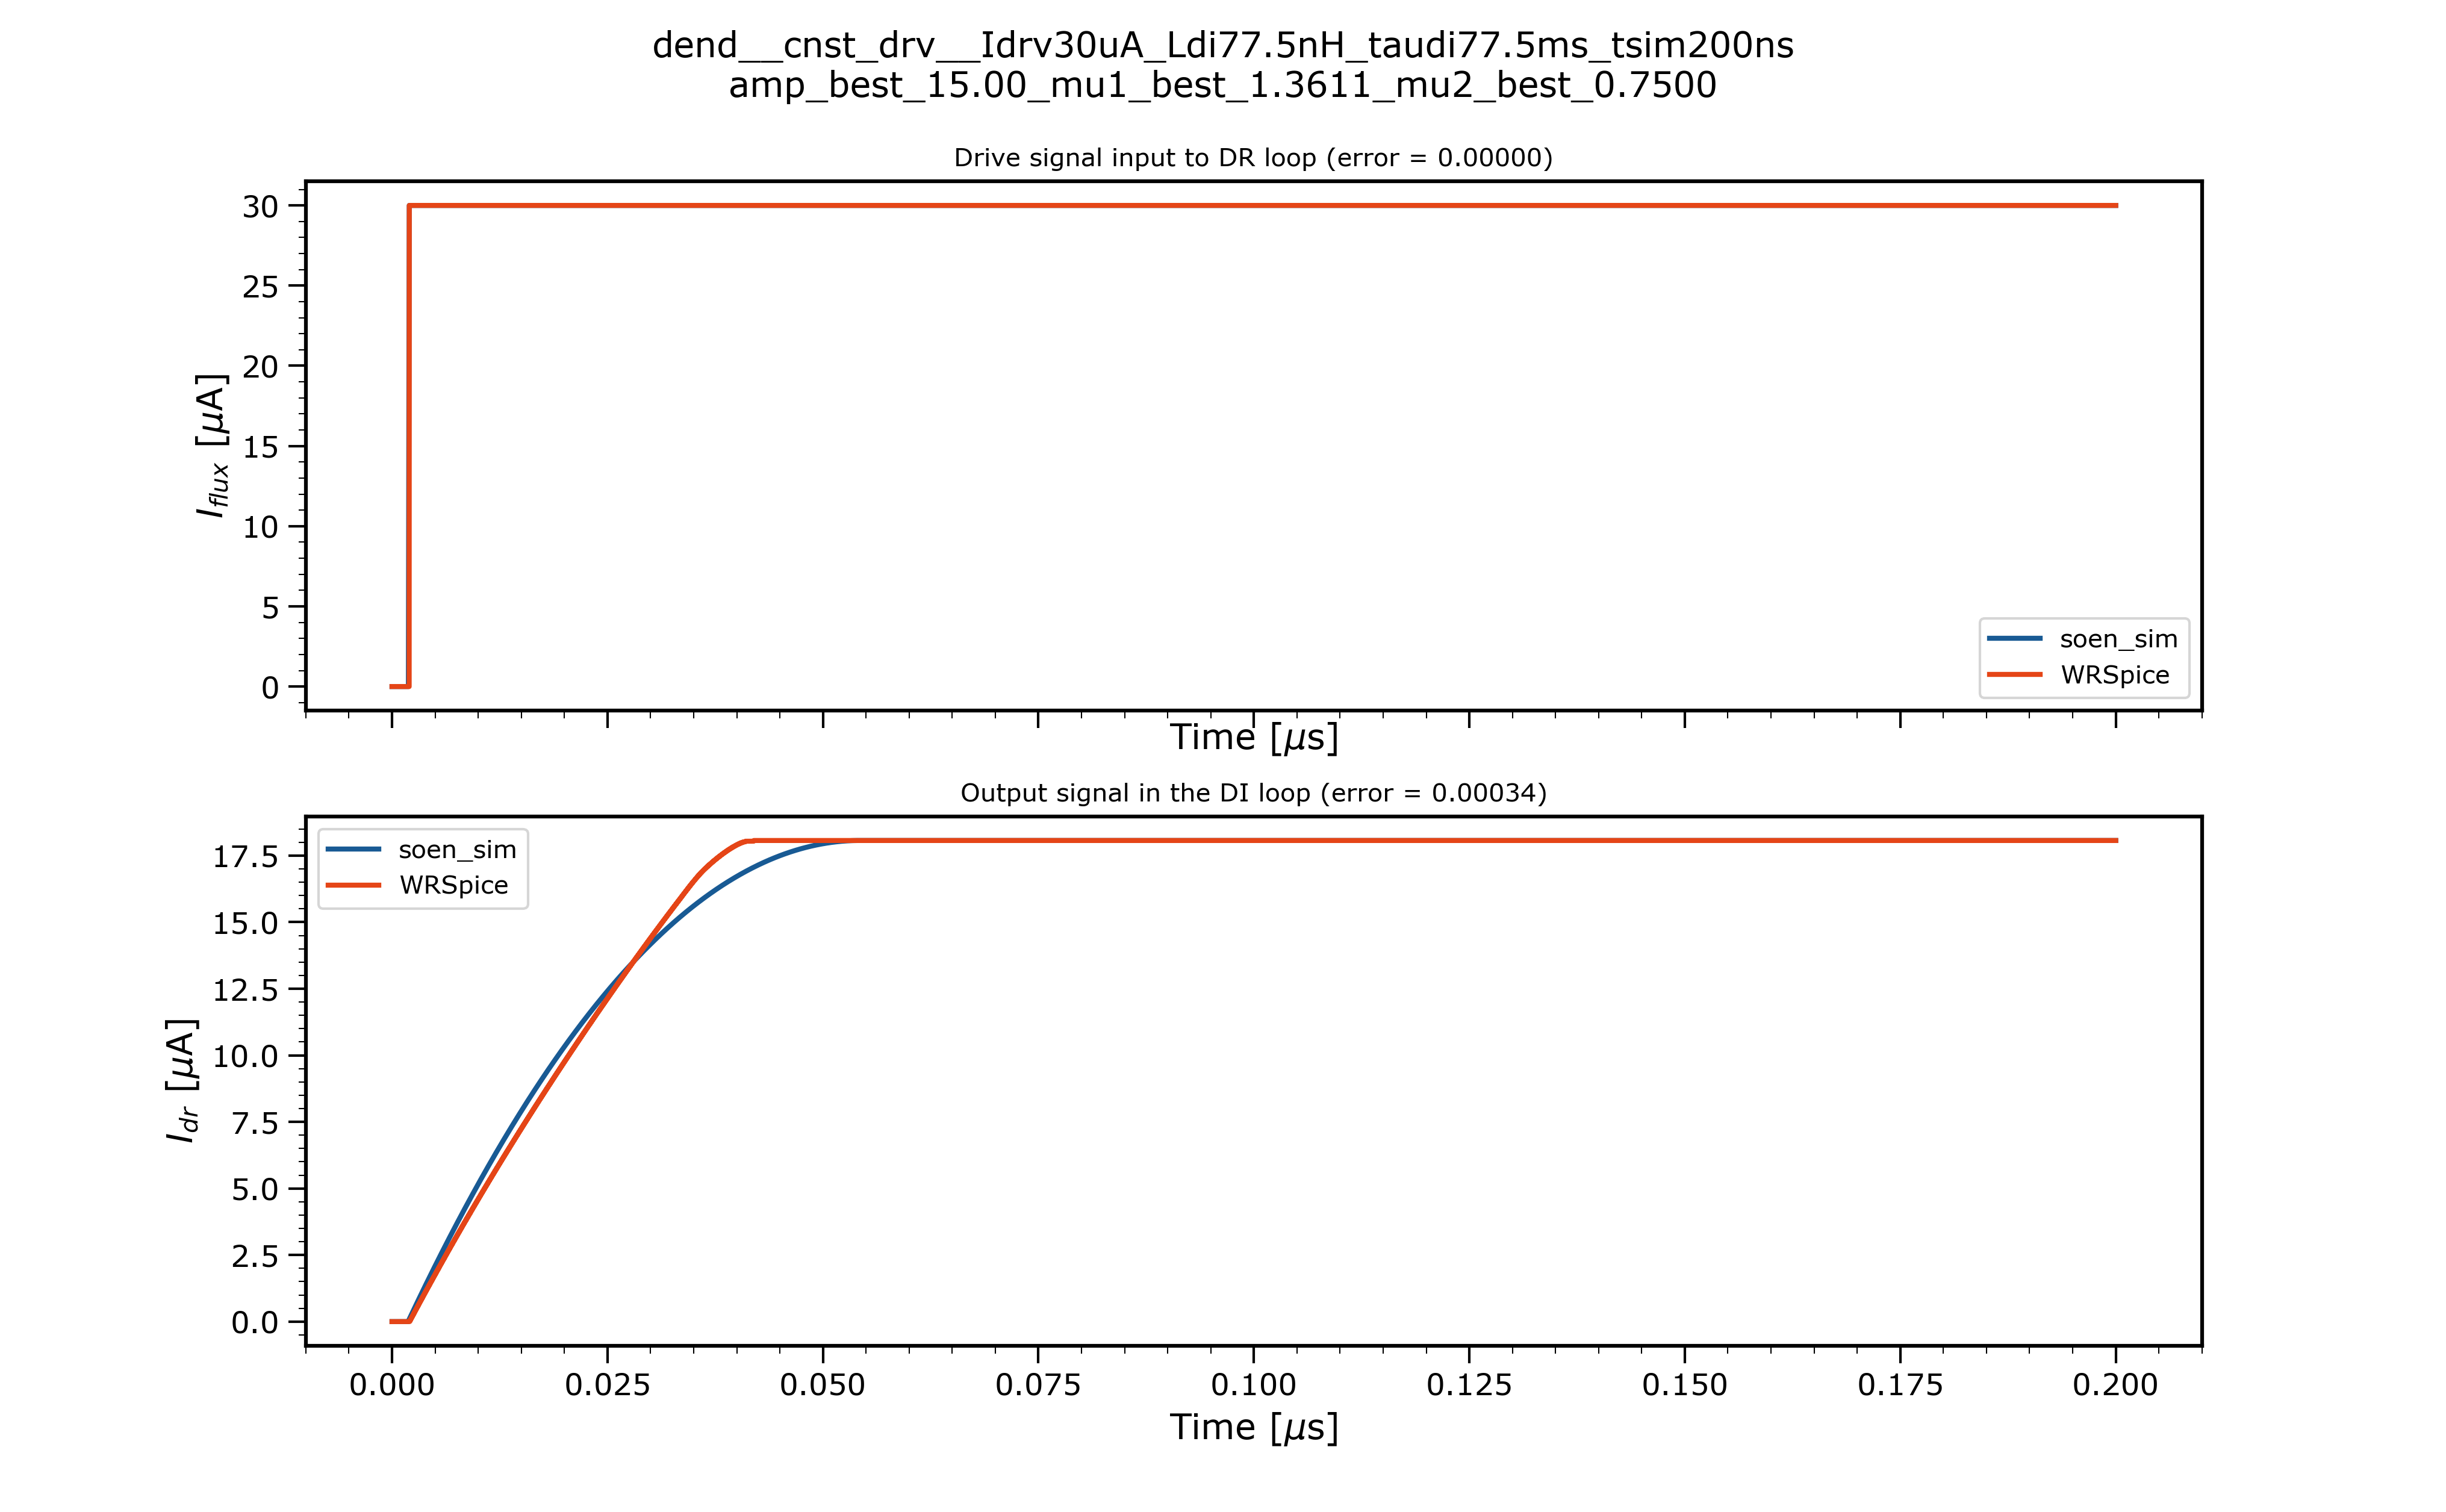 dend__cnst_drv__Idrv30uA_Ldi77.5nH_taudi77.5ms_tsim200ns
amp_best_15.00_mu1_best_1.3611_mu2_best_0.7500
Drive signal input to DR loop (error = 0.00000)
30
25
20
15
10
5
0
I_flux [μA]
soen_sim
WRSpice
Time [μs]
Output signal in the DI loop (error = 0.00034)
17.5
15.0
12.5
10.0
7.5
5.0
2.5
0.0
I_dr [μA]
soen_sim
WRSpice
0.000 0.025 0.050 0.075 0.100 0.125 0.150 0.175 0.200
Time [μs]